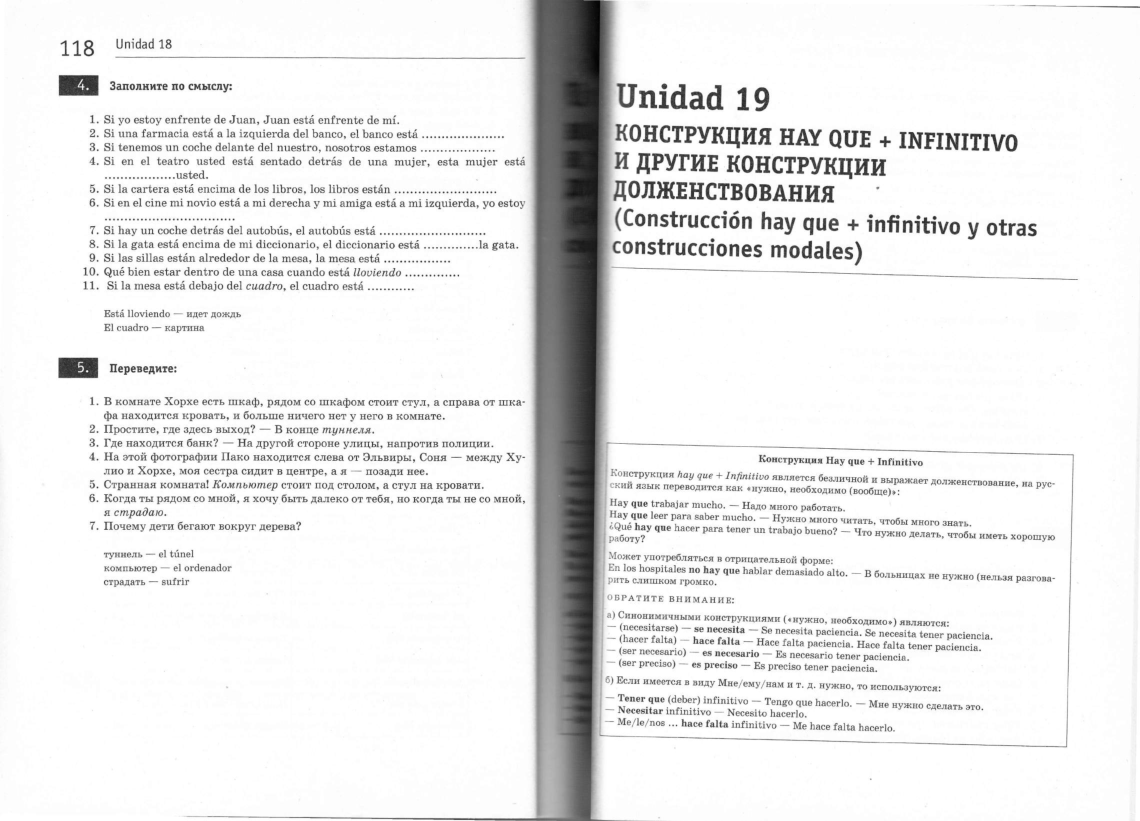 118 Unidad 18
4. Заполните по смыслу:
1. Si yo estoy enfrente de Juan, Juan está enfrente de mí.
2. Si una farmacia está a la izquierda del banco, el banco está .....................
3. Si tenemos un coche delante del nuestro, nosotros estamos ...................
4. Si en el teatro usted está sentado detrás de una mujer, esta mujer está
..................usted.
5. Si la cartera está encima de los libros, los libros están ..........................
6. Si en el cine mi novio está a mi derecha y mi amiga está a mi izquierda, yo estoy
.................................
7. Si hay un coche detrás del autobús, el autobús está ...........................
8. Si la gata está encima de mi diccionario, el diccionario está ..............la gata.
9. Si las sillas están alrededor de la mesa, la mesa está .................
10. Qué bien estar dentro de una casa cuando está lloviendo ..............
11. Si la mesa está debajo del cuadro, el cuadro está ............
Está lloviendo — идет дождь
El cuadro — картина
5. Переведите:
1. В комнате Хорхе есть шкаф, рядом со шкафом стоит стул, а справа от шка-
фа находится кровать, и больше ничего нет у него в комнате.
2. Простите, где здесь выход? — В конце туннеля.
3. Где находится банк? — На другой стороне улицы, напротив полиции.
4. На этой фотографии Пако находится слева от Эльвиры, Соня — между Ху-
лио и Хорхе, моя сестра сидит в центре, а я — позади нее.
5. Странная комната! Компьютер стоит под столом, а стул на кровати.
6. Когда ты рядом со мной, я хочу быть далеко от тебя, но когда ты не со мной,
я страдаю.
7. Почему дети бегают вокруг дерева?
туннель — el túnel
компьютер — el ordenador
страдать — sufrir
Unidad 19
КОНСТРУКЦИЯ HAY QUE + INFINITIVO
И ДРУГИЕ КОНСТРУКЦИИ
ДОЛЖЕНСТВОВАНИЯ
(Construcción hay que + infinitivo y otras
construcciones modales)
Конструкция Hay que + Infinitivo
Конструкция hay que + Infinitivo является безличной и выражает долженствование, на рус-
ский язык переводится как «нужно, необходимо (вообще)»:
Hay que trabajar mucho. — Надо много работать.
Hay que leer para saber mucho. — Нужно много читать, чтобы много знать.
¿Qué hay que hacer para tener un trabajo bueno? — Что нужно делать, чтобы иметь хорошую
работу?
Может употребляться в отрицательной форме:
En los hospitales no hay que hablar demasiado alto. — В больницах не нужно (нельзя разгова-
рить слишком громко.
ОБРАТИТЕ ВНИМАНИЕ:
а) Синонимичными конструкциями («нужно, необходимо») являются:
— (necesitarse) — se necesita — Se necesita paciencia. Se necesita tener paciencia.
— (hacer falta) — hace falta — Hace falta paciencia. Hace falta tener paciencia.
— (ser necesario) — es necesario — Es necesario tener paciencia.
— (ser preciso) — es preciso — Es preciso tener paciencia.
б) Если имеется в виду Мне/ему/нам и т. д. нужно, то используются:
— Tener que (deber) infinitivo — Tengo que hacerlo. — Мне нужно сделать это.
— Necesitar infinitivo — Necesito hacerlo.
— Me/le/nos ... hace falta infinitivo — Me hace falta hacerlo.